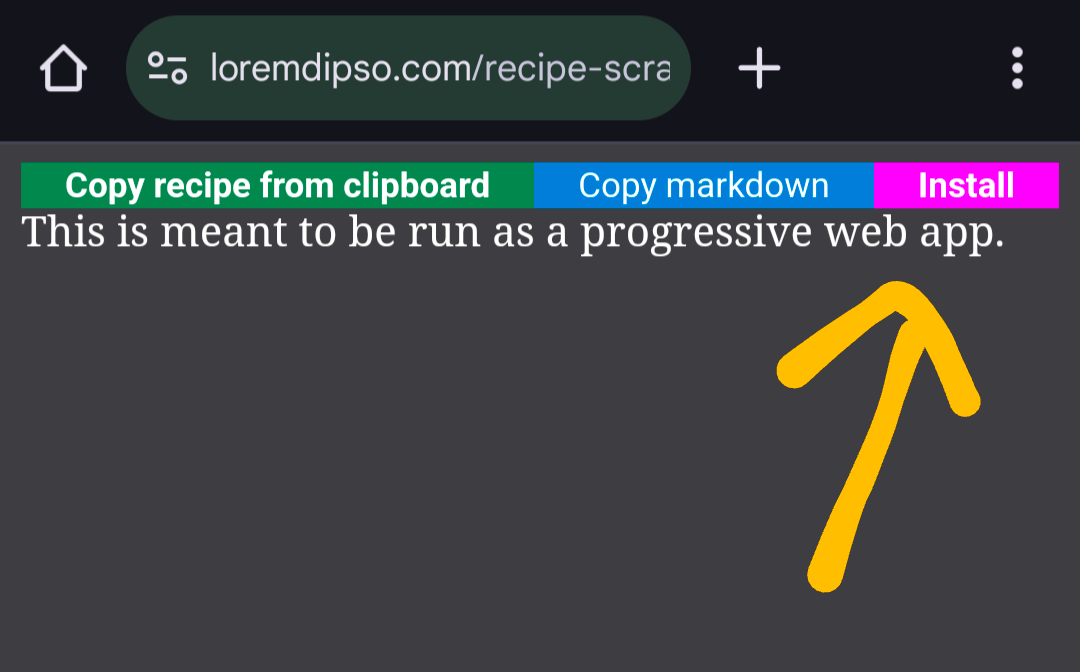 loremdipso.com/recipe-scra
Copy recipe from clipboard Copy markdown Install
This is meant to be run as a progressive web app.